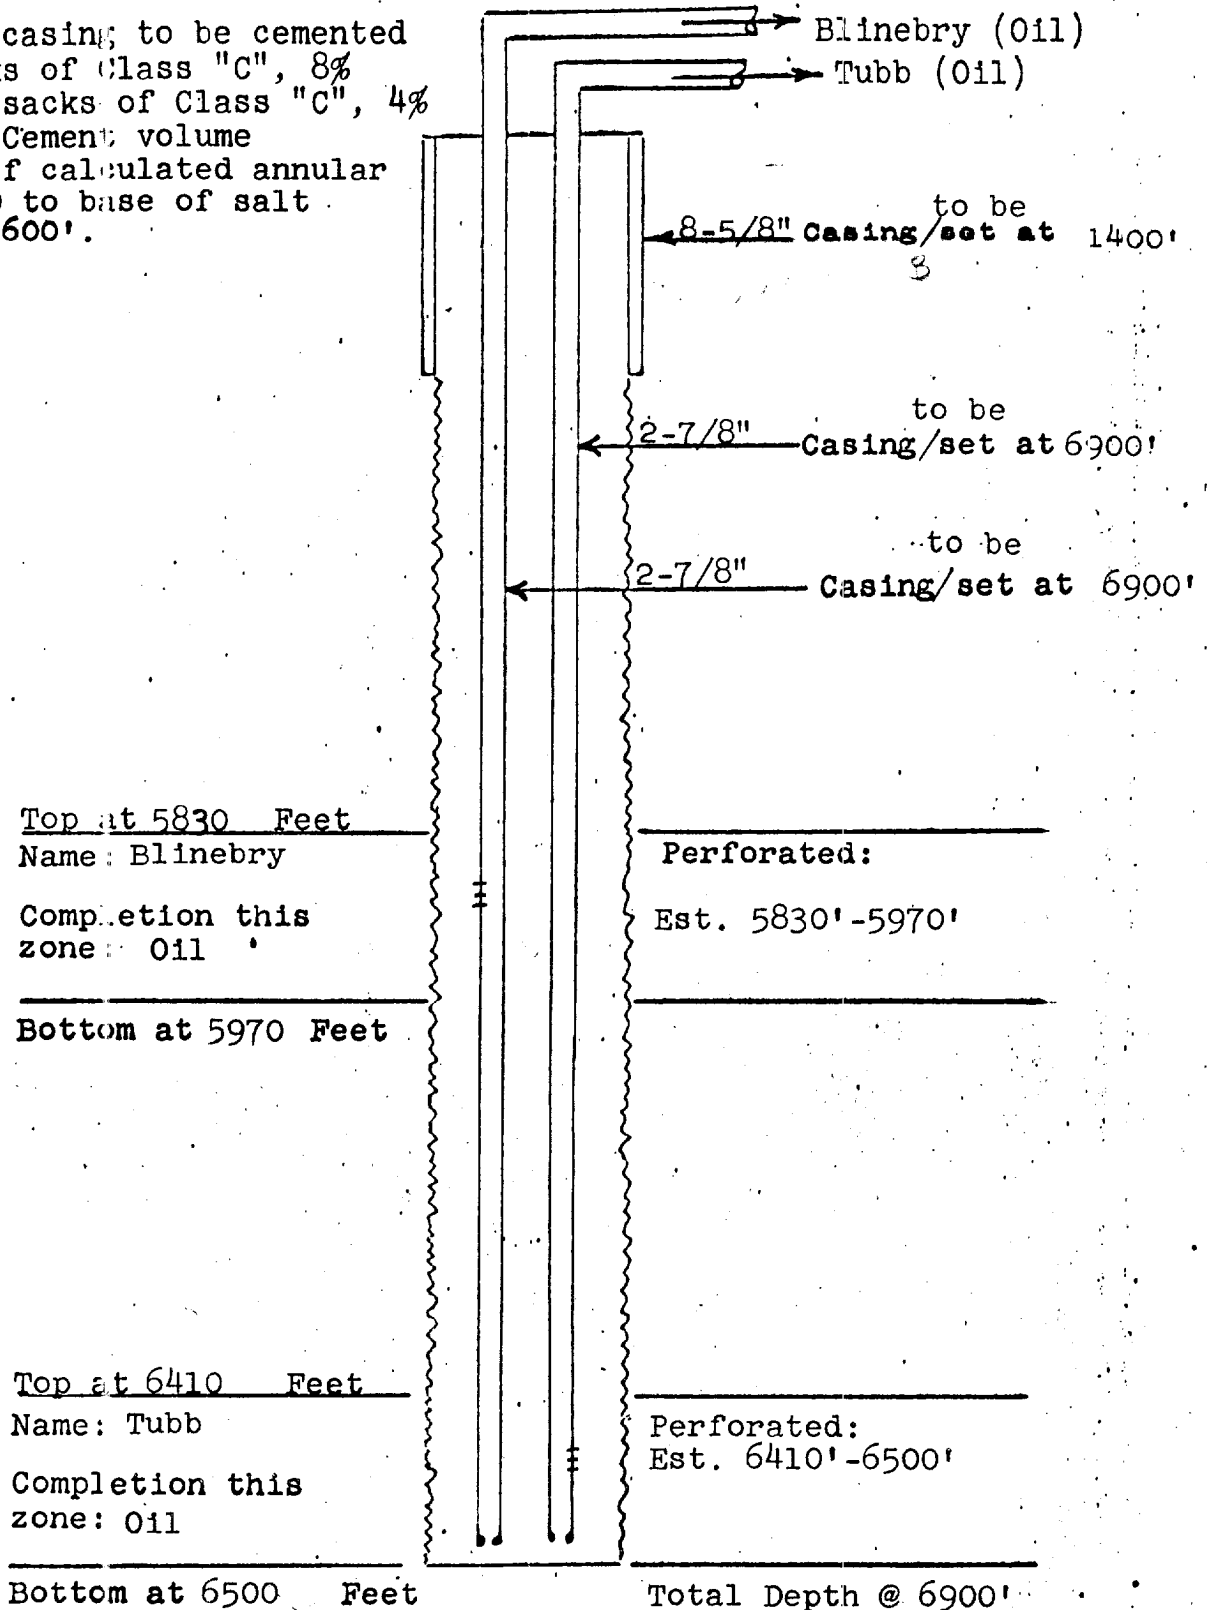 casing to be cemented
s of Class "C", 8%
sacks of Class "C", 4%
Cement volume
f calculated annular
to base of salt
600'.
Blinebry (Oil)
Tubb (Oil)
to be
8-5/8" Casing/set at 1400'
to be
2-7/8" Casing/set at 6900'
to be
2-7/8" Casing/set at 6900'
Top at 5830 Feet
Name: Blinebry
Perforated:
Completion this
zone: Oil
Est. 5830'-5970'
Bottom at 5970 Feet
Top at 6410 Feet
Name: Tubb
Perforated:
Est. 6410'-6500'
Completion this
zone: Oil
Bottom at 6500 Feet
Total Depth @ 6900'